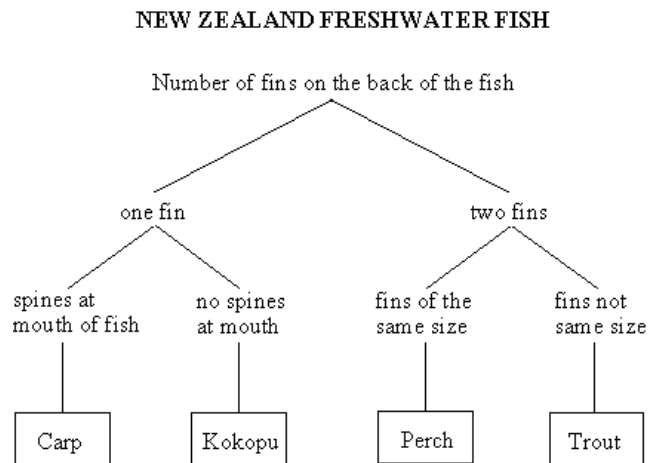 NEW ZEALAND FRESHWATER FISH
Number of fins on the back of the fish
one fin
two fins
spines at
mouth of fish
no spines
at mouth
fins of the
same size
fins not
same size
Carp
Kokopu
Perch
Trout